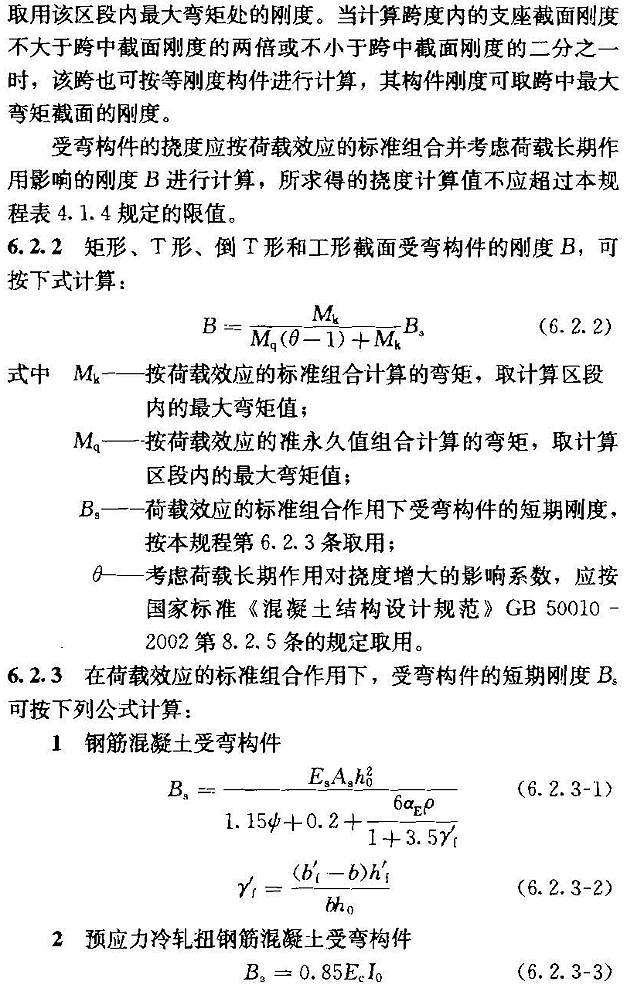 取用该区段内最大弯矩处的刚度。当计算跨度内的支座截面刚度
不大于跨中截面刚度的两倍或不小于跨中截面刚度的二分之一
时，该跨也可按等刚度构件进行计算，其构件刚度可取跨中最大
弯矩截面的刚度。
受弯构件的挠度应按荷载效应的标准组合并考虑荷载长期作
用影响的刚度 B 进行计算，所求得的挠度计算值不应超过本规
程表 4.1.4 规定的限值。
6.2.2 矩形、T 形、倒 T 形和工形截面受弯构件的刚度 B，可
按下式计算：
B = \frac{M_k}{M_q(θ-1)+M_k} B_s (6.2.2)
式中 M_k——按荷载效应的标准组合计算的弯矩，取计算区段
内的最大弯矩值；
M_q——按荷载效应的准永久值组合计算的弯矩，取计算
区段内的最大弯矩值；
B_s——荷载效应的标准组合作用下受弯构件的短期刚度，
按本规程第 6.2.3 条取用；
θ——考虑荷载长期作用对挠度增大的影响系数，应按
国家标准《混凝土结构设计规范》GB 50010-
2002 第 8.2.5 条的规定取用。
6.2.3 在荷载效应的标准组合作用下，受弯构件的短期刚度 B_s
可按下列公式计算：
1 钢筋混凝土受弯构件
B_s = \frac{E_s A_s h_0^2}{1.15ψ+0.2+\frac{6α_E ρ}{1+3.5γ'_f}} (6.2.3-1)
γ'_f = \frac{(b'_f-b)h'_f}{bh_0} (6.2.3-2)
2 预应力冷轧扭钢筋混凝土受弯构件
B_s = 0.85E_c I_0 (6.2.3-3)